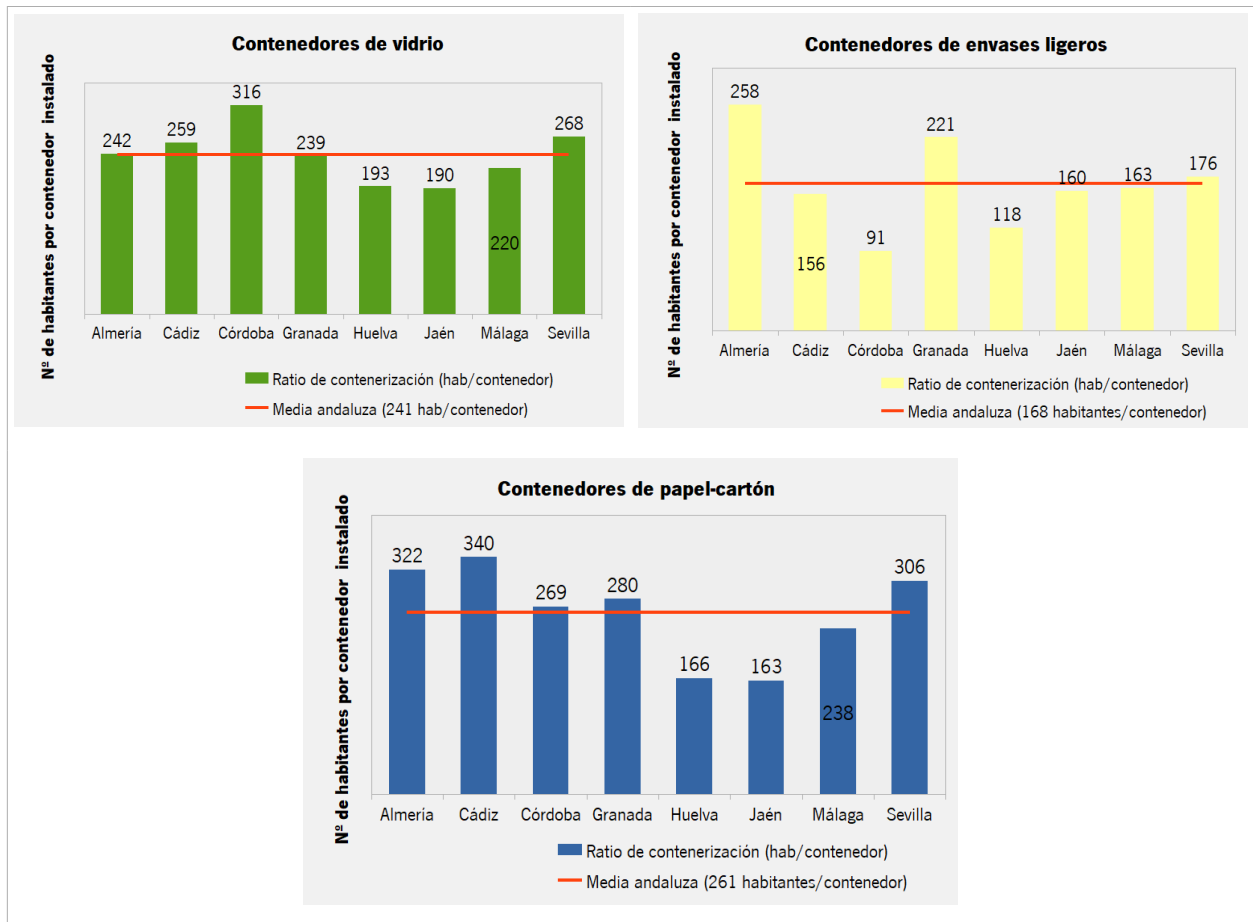 Contenedores de vidrio
Nº de habitantes por contenedor instalado
242
259
316
239
193
190
220
268
Almería Cádiz Córdoba Granada Huelva Jaén Málaga Sevilla
Ratio de contenerización (hab/contenedor)
Media andaluza (241 hab/contenedor)
Contenedores de envases ligeros
Nº de habitantes por contenedor instalado
258
156
91
221
118
160
163
176
Almería Cádiz Córdoba Granada Huelva Jaén Málaga Sevilla
Ratio de contenerización (hab/contenedor)
Media andaluza (168 habitantes/contenedor)
Contenedores de papel-cartón
Nº de habitantes por contenedor instalado
322
340
269
280
166
163
238
306
Almería Cádiz Córdoba Granada Huelva Jaén Málaga Sevilla
Ratio de contenerización (hab/contenedor)
Media andaluza (261 habitantes/contenedor)